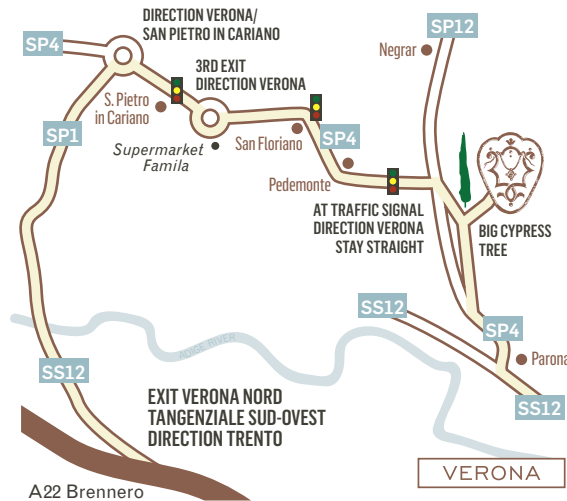 DIRECTION VERONA/
SAN PIETRO IN CARIANO
SP4
SP12
Negrar
3RD EXIT
DIRECTION VERONA
S. Pietro
in Cariano
SP1
Supermarket
Famila
San Floriano
SP4
Pedemonte
AT TRAFFIC SIGNAL
DIRECTION VERONA
STAY STRAIGHT
BIG CYPRESS
TREE
SS12
SP4
ADIGE RIVER
Parona
SS12
SS12
EXIT VERONA NORD
TANGENZIALE SUD-OVEST
DIRECTION TRENTO
VERONA
A22 Brennero